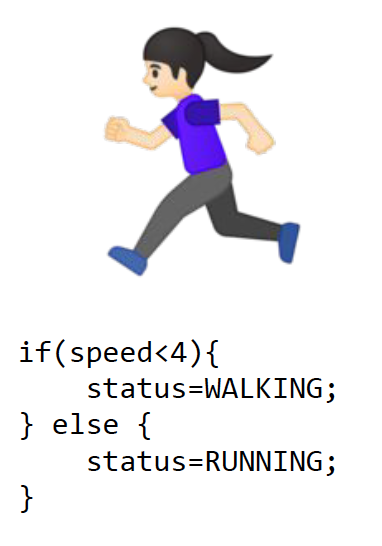 if(speed<4){
    status=WALKING;
} else {
    status=RUNNING;
}